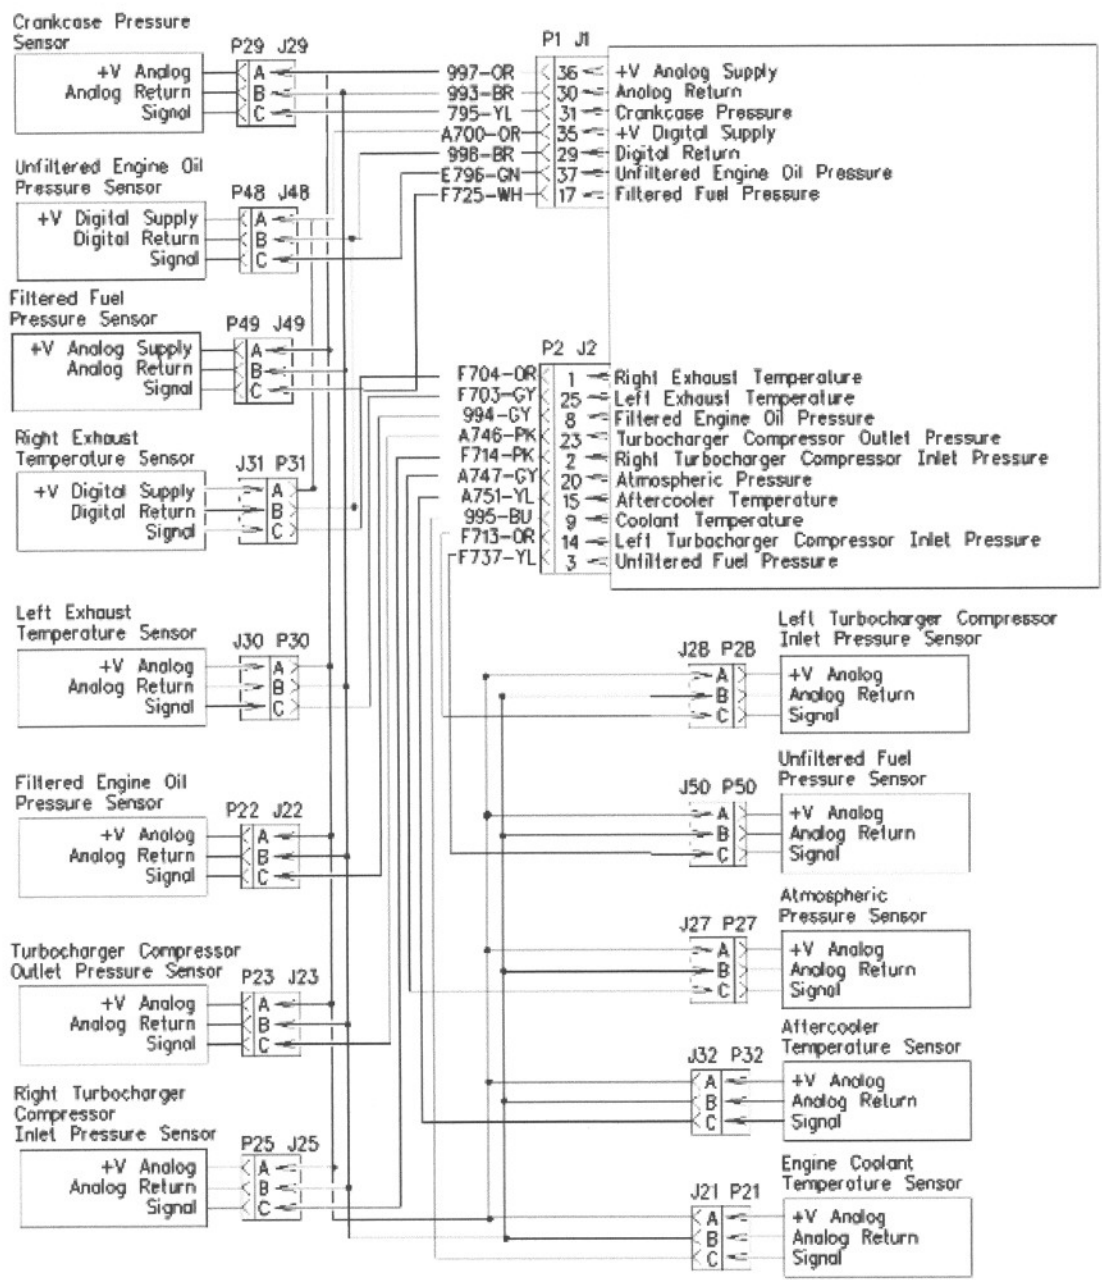 Crankcase Pressure
Sensor
P29 J29
+V Analog
A
Analog Return
B
Signal
C
Unfiltered Engine Oil
Pressure Sensor
P48 J48
+V Digital Supply
A
Digital Return
B
Signal
C
Filtered Fuel
Pressure Sensor
P49 J49
+V Analog Supply
A
Analog Return
B
Signal
C
Right Exhaust
Temperature Sensor
J31 P31
+V Digital Supply
A
Digital Return
B
Signal
C
Left Exhaust
Temperature Sensor
J30 P30
+V Analog
A
Analog Return
B
Signal
C
Filtered Engine Oil
Pressure Sensor
P22 J22
+V Analog
A
Analog Return
B
Signal
C
Turbocharger Compressor
Outlet Pressure Sensor
P23 J23
+V Analog
A
Analog Return
B
Signal
C
Right Turbocharger
Compressor
Inlet Pressure Sensor
P25 J25
+V Analog
A
Analog Return
B
Signal
C
P1 J1
997-OR 36 +V Analog Supply
993-BR 30 Analog Return
795-YL 31 Crankcase Pressure
A700-OR 35 +V Digital Supply
998-BR 29 Digital Return
E796-GN 37 Unfiltered Engine Oil Pressure
F725-WH 17 Filtered Fuel Pressure
P2 J2
F704-OR 1 Right Exhaust Temperature
F703-GY 25 Left Exhaust Temperature
994-GY 8 Filtered Engine Oil Pressure
A746-PK 23 Turbocharger Compressor Outlet Pressure
F714-PK 2 Right Turbocharger Compressor Inlet Pressure
A747-GY 20 Atmospheric Pressure
A751-YL 15 Aftercooler Temperature
995-BU 9 Coolant Temperature
F713-OR 14 Left Turbocharger Compressor Inlet Pressure
F737-YL 3 Unfiltered Fuel Pressure
Left Turbocharger Compressor
Inlet Pressure Sensor
J28 P28
A +V Analog
B Analog Return
C Signal
Unfiltered Fuel
Pressure Sensor
J50 P50
A +V Analog
B Analog Return
C Signal
Atmospheric
Pressure Sensor
J27 P27
A +V Analog
B Analog Return
C Signal
Aftercooler
Temperature Sensor
J32 P32
A +V Analog
B Analog Return
C Signal
Engine Coolant
Temperature Sensor
J21 P21
A +V Analog
B Analog Return
C Signal